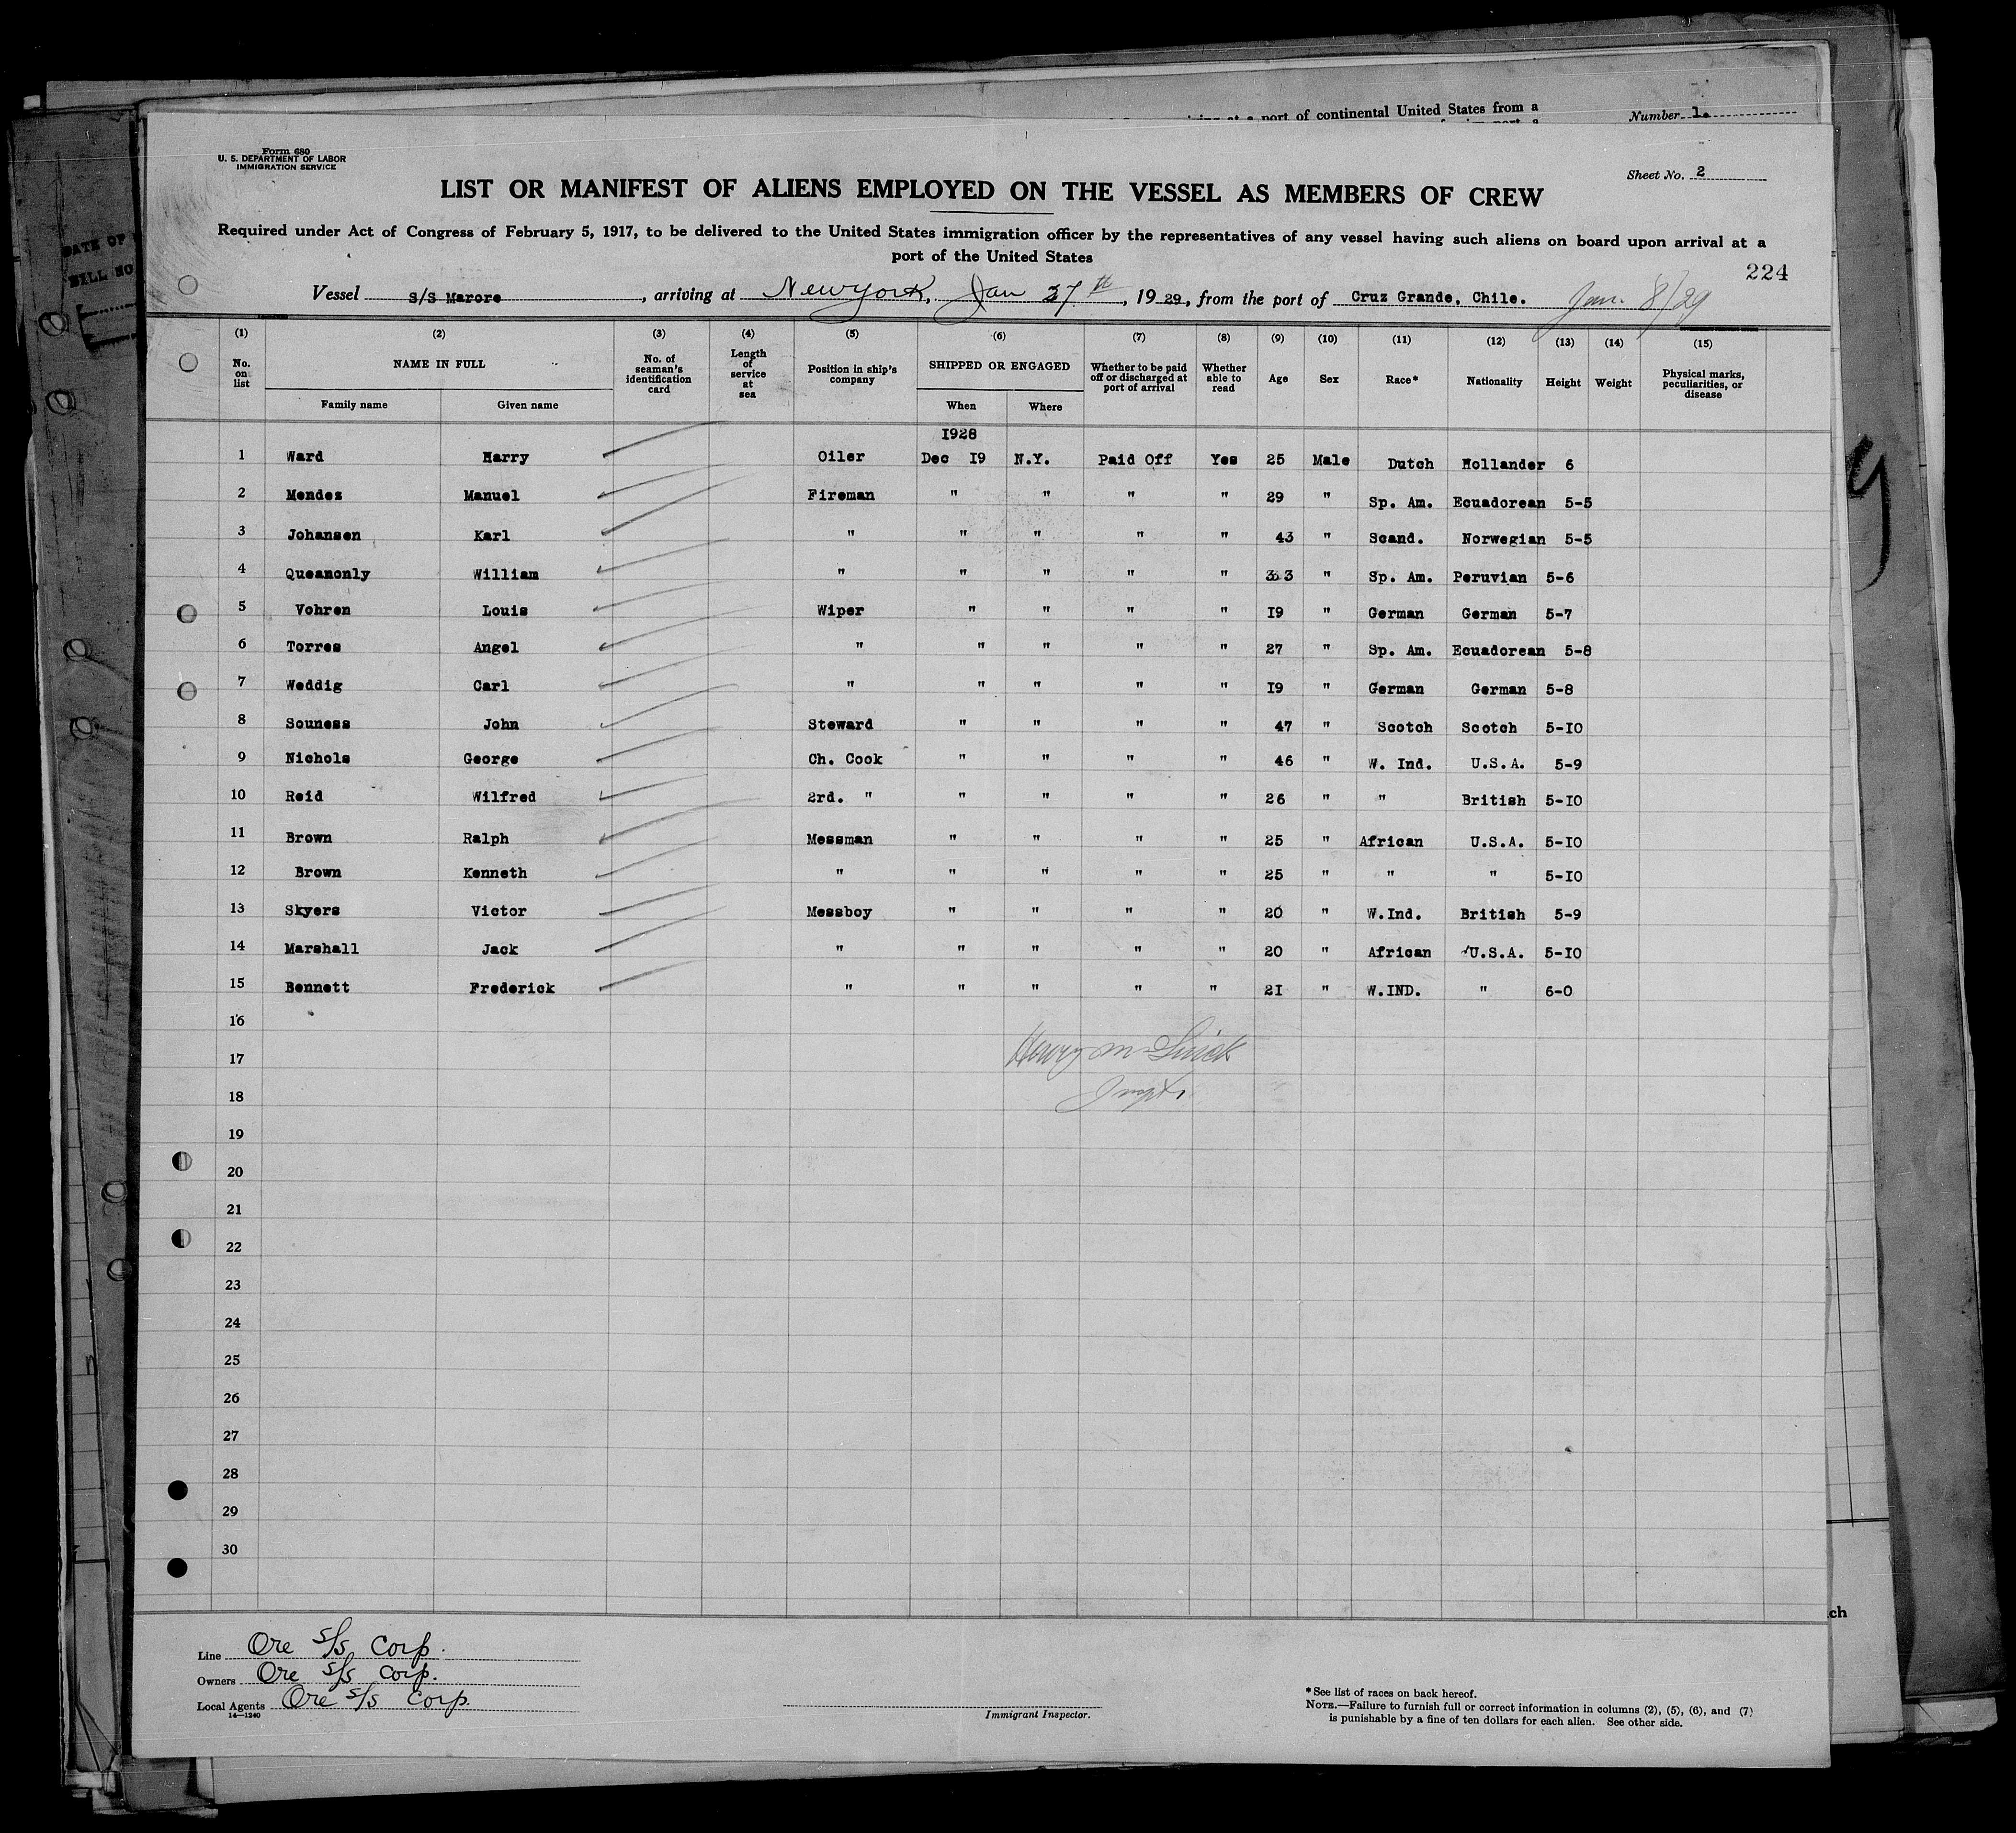 port of continental United States from a
Number 1.
Form 680
U. S. DEPARTMENT OF LABOR
IMMIGRATION SERVICE
Sheet No. 2
LIST OR MANIFEST OF ALIENS EMPLOYED ON THE VESSEL AS MEMBERS OF CREW
Required under Act of Congress of February 5, 1917, to be delivered to the United States immigration officer by the representatives of any vessel having such aliens on board upon arrival at a
port of the United States
224
Vessel S/S Marore, arriving at New York, Jan 27th, 1929, from the port of Cruz Grande, Chile. Jan. 8/29
(1) (2) (3) (4) (5) (6) (7) (8) (9) (10) (11) (12) (13) (14) (15)
No. on list NAME IN FULL No. of seaman's identification card Length of service at sea Position in ship's company SHIPPED OR ENGAGED Whether to be paid off or discharged at port of arrival Whether able to read Age Sex Race* Nationality Height Weight Physical marks, peculiarities, or disease
Family name Given name When Where
1928
1 Ward Harry Oiler Dec 19 N.Y. Paid Off Yes 25 Male Dutch Hollander 6
2 Mendez Manuel Fireman " " " " 29 " Sp. Am. Ecuadorean 5-5
3 Johansen Karl " " " " " 43 " Scand. Norwegian 5-5
4 Queanonly William " " " " " 33 " Sp. Am. Peruvian 5-6
5 Vohren Louis Wiper " " " " 19 " German German 5-7
6 Torres Angel " " " " " 27 " Sp. Am. Ecuadorean 5-8
7 Weddig Carl " " " " " 19 " German German 5-8
8 Souness John Steward " " " " 47 " Scotch Scotch 5-10
9 Nichols George Ch. Cook " " " " 46 " W. Ind. U.S.A. 5-9
10 Reid Wilfred 2rd. " " " " " 26 " " British 5-10
11 Brown Ralph Messman " " " " 25 " African U.S.A. 5-10
12 Brown Kenneth " " " " " 25 " " " 5-10
13 Skyers Victor Messboy " " " " 20 " W.Ind. British 5-9
14 Marshall Jack " " " " " 20 " African U.S.A. 5-10
15 Bennett Frederick " " " " " 21 " W.IND. " 6-0
16
17
18
19
20
21
22
23
24
25
26
27
28
29
30
Line Ore S/S Corp.
Owners Ore S/S Corp.
Local Agents Ore S/S Corp.
14—1240
Immigrant Inspector.
* See list of races on back hereof.
NOTE.—Failure to furnish full or correct information in columns (2), (5), (6), and (7)
is punishable by a fine of ten dollars for each alien. See other side.